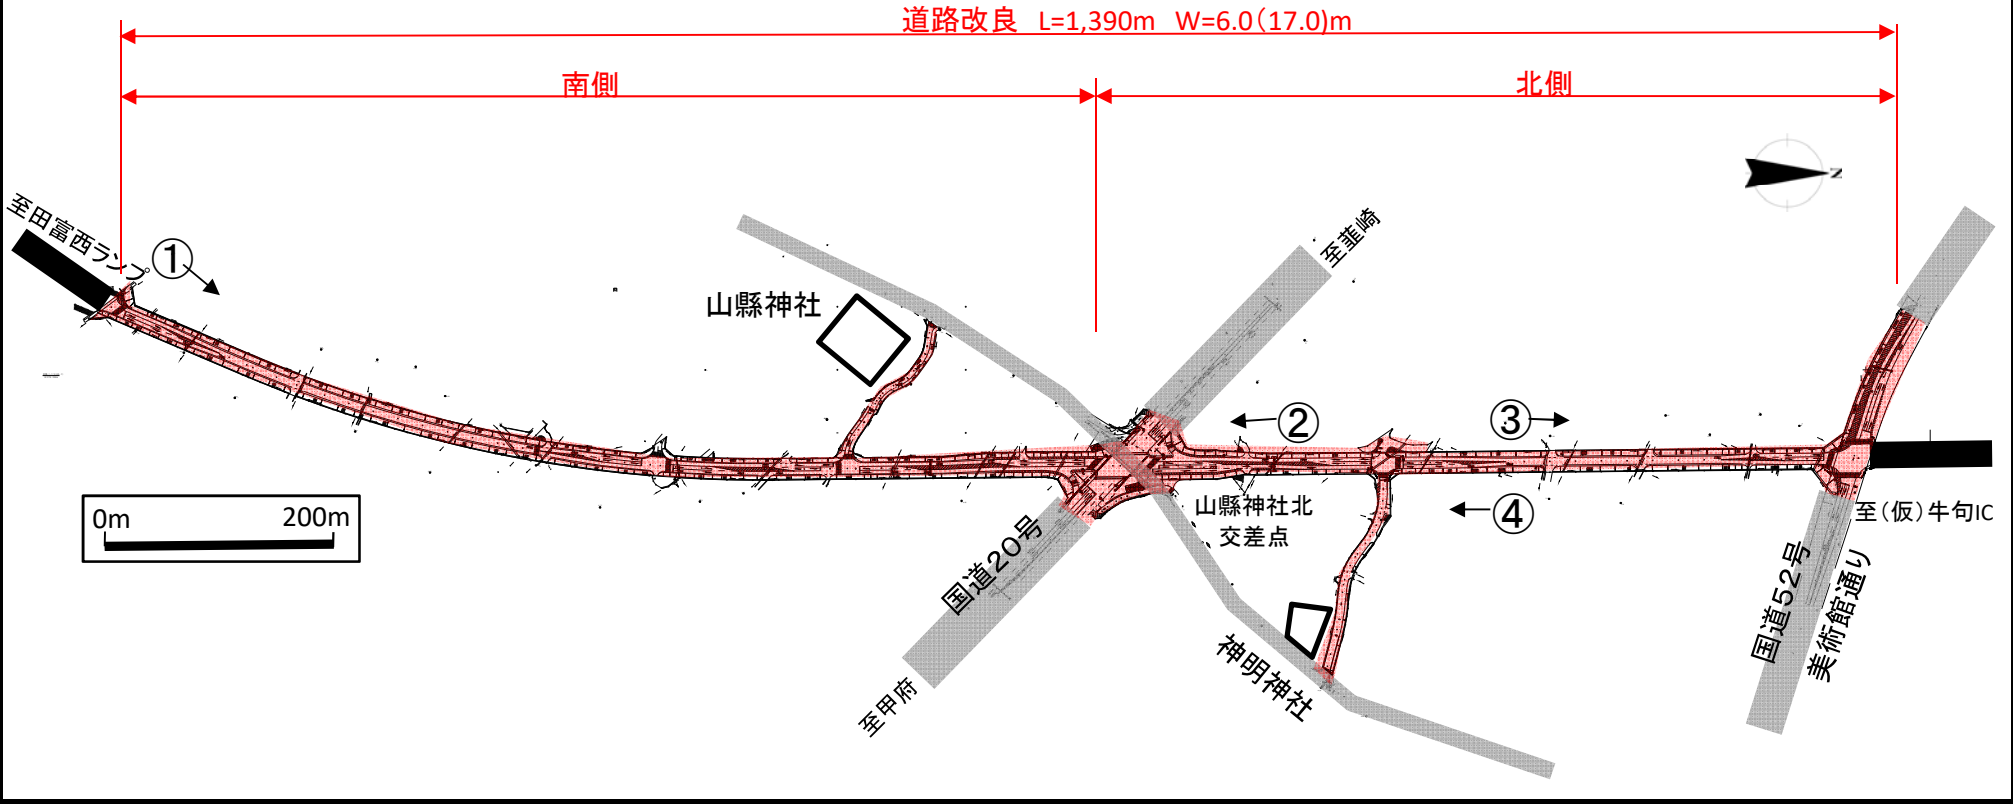 道路改良 L=1,390m W=6.0(17.0)m
南側
北側
N
至田富西ランプ
①
至韮崎
山縣神社
②
③
④
山縣神社北
交差点
0m 200m
至(仮)牛句IC
国道20号
国道52号
美術館通り
神明神社
至甲府